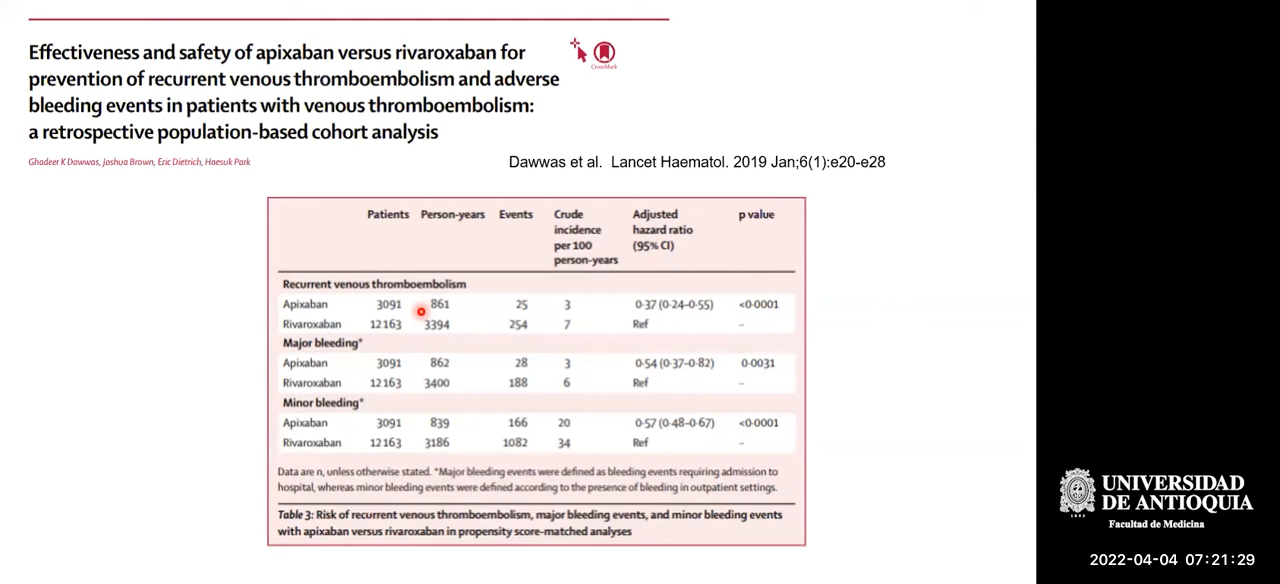 Effectiveness and safety of apixaban versus rivaroxaban for
prevention of recurrent venous thromboembolism and adverse
bleeding events in patients with venous thromboembolism:
a retrospective population-based cohort analysis
CrossMark
Ghadeer K Dawwas, Joshua Brown, Eric Dietrich, Haesuk Park
Dawwas et al. Lancet Haematol. 2019 Jan;6(1):e20-e28
Patients Person-years Events Crude incidence per 100 person-years Adjusted hazard ratio (95% CI) p value
Recurrent venous thromboembolism
Apixaban 3091 861 25 3 0·37 (0·24–0·55) <0·0001
Rivaroxaban 12163 3394 254 7 Ref ··
Major bleeding*
Apixaban 3091 862 28 3 0·54 (0·37–0·82) 0·0031
Rivaroxaban 12163 3400 188 6 Ref ··
Minor bleeding*
Apixaban 3091 839 166 20 0·57 (0·48–0·67) <0·0001
Rivaroxaban 12163 3186 1082 34 Ref ··
Data are n, unless otherwise stated. *Major bleeding events were defined as bleeding events requiring admission to
hospital, whereas minor bleeding events were defined according to the presence of bleeding in outpatient settings.
Table 3: Risk of recurrent venous thromboembolism, major bleeding events, and minor bleeding events
with apixaban versus rivaroxaban in propensity score-matched analyses
UNIVERSIDAD
DE ANTIOQUIA
Facultad de Medicina
1803
2022-04-04 07:21:29